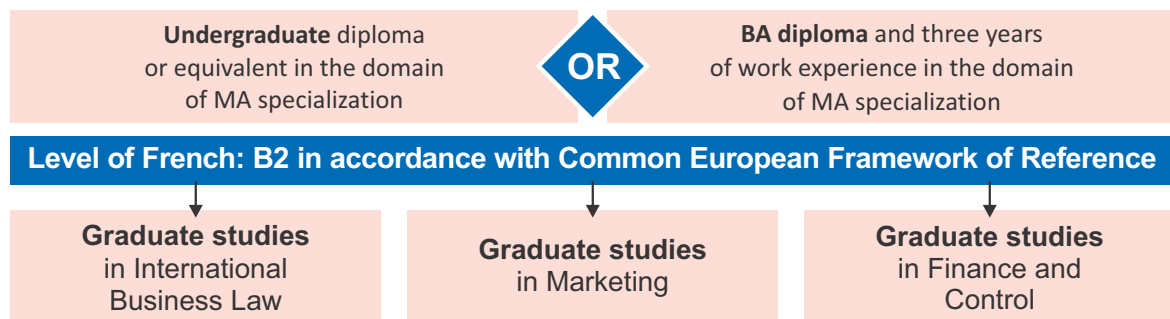 Undergraduate diploma
or equivalent in the domain
of MA specialization
OR
BA diploma and three years
of work experience in the domain
of MA specialization
Level of French: B2 in accordance with Common European Framework of Reference
Graduate studies
in International
Business Law
Graduate studies
in Marketing
Graduate studies
in Finance and
Control